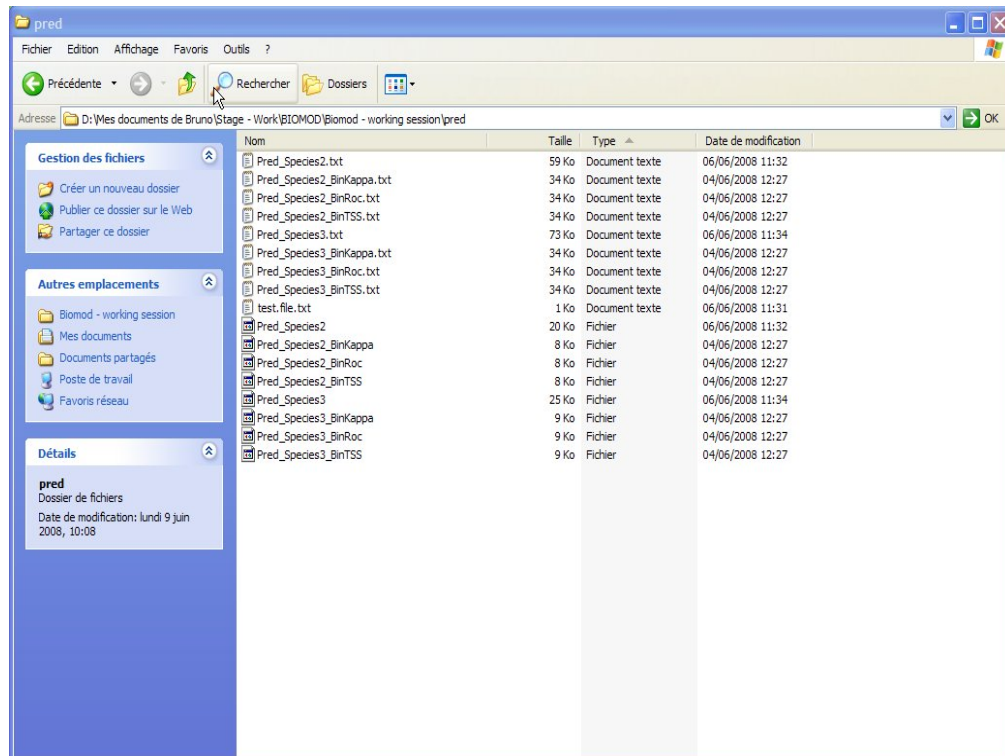 pred
Fichier Edition Affichage Favoris Outils ?
Précédente Rechercher Dossiers
Adresse D:\Mes documents de Bruno\Stage - Work\BIOMOD\Biomod - working session\pred OK
Gestion des fichiers
Créer un nouveau dossier
Publier ce dossier sur le Web
Partager ce dossier
Autres emplacements
Biomod - working session
Mes documents
Documents partagés
Poste de travail
Favoris réseau
Détails
pred
Dossier de fichiers
Date de modification: lundi 9 juin
2008, 10:08
Nom Taille Type Date de modification
Pred_Species2.txt 59 Ko Document texte 06/06/2008 11:32
Pred_Species2_BinKappa.txt 34 Ko Document texte 04/06/2008 12:27
Pred_Species2_BinRoc.txt 34 Ko Document texte 04/06/2008 12:27
Pred_Species2_BinTSS.txt 34 Ko Document texte 04/06/2008 12:27
Pred_Species3.txt 73 Ko Document texte 06/06/2008 11:34
Pred_Species3_BinKappa.txt 34 Ko Document texte 04/06/2008 12:27
Pred_Species3_BinRoc.txt 34 Ko Document texte 04/06/2008 12:27
Pred_Species3_BinTSS.txt 34 Ko Document texte 04/06/2008 12:27
test.file.txt 1 Ko Document texte 06/06/2008 11:31
Pred_Species2 20 Ko Fichier 06/06/2008 11:32
Pred_Species2_BinKappa 8 Ko Fichier 04/06/2008 12:27
Pred_Species2_BinRoc 8 Ko Fichier 04/06/2008 12:27
Pred_Species2_BinTSS 8 Ko Fichier 04/06/2008 12:27
Pred_Species3 25 Ko Fichier 06/06/2008 11:34
Pred_Species3_BinKappa 9 Ko Fichier 04/06/2008 12:27
Pred_Species3_BinRoc 9 Ko Fichier 04/06/2008 12:27
Pred_Species3_BinTSS 9 Ko Fichier 04/06/2008 12:27